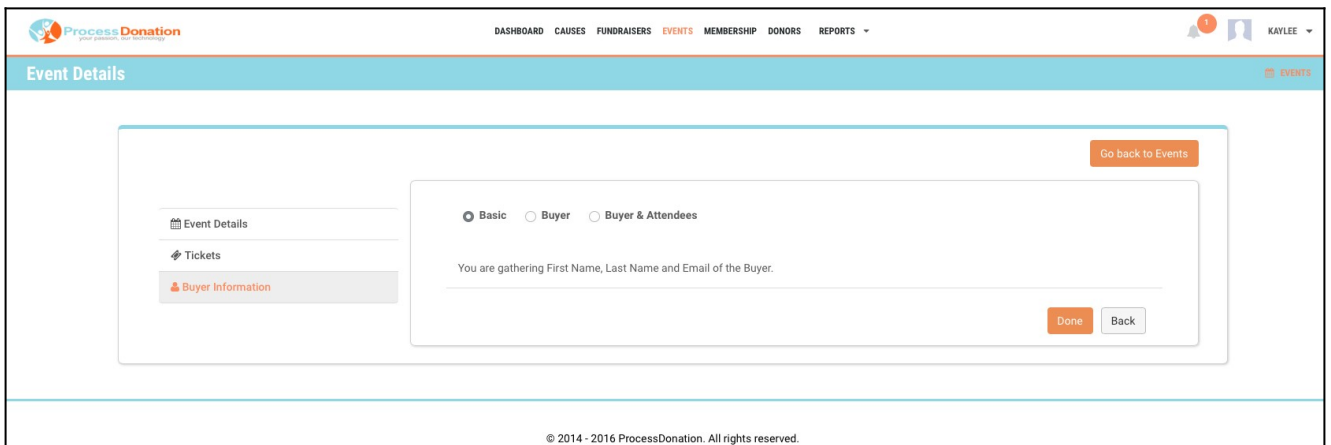 ProcessDonation
your passion, our technology
DASHBOARD CAUSES FUNDRAISERS EVENTS MEMBERSHIP DONORS REPORTS
1
KAYLEE
Event Details
EVENTS
Go back to Events
Event Details
Tickets
Buyer Information
Basic Buyer Buyer & Attendees
You are gathering First Name, Last Name and Email of the Buyer.
Done Back
© 2014 - 2016 ProcessDonation. All rights reserved.